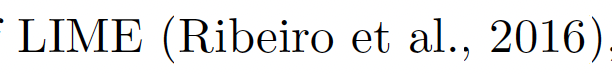 LIME (Ribeiro et al., 2016),